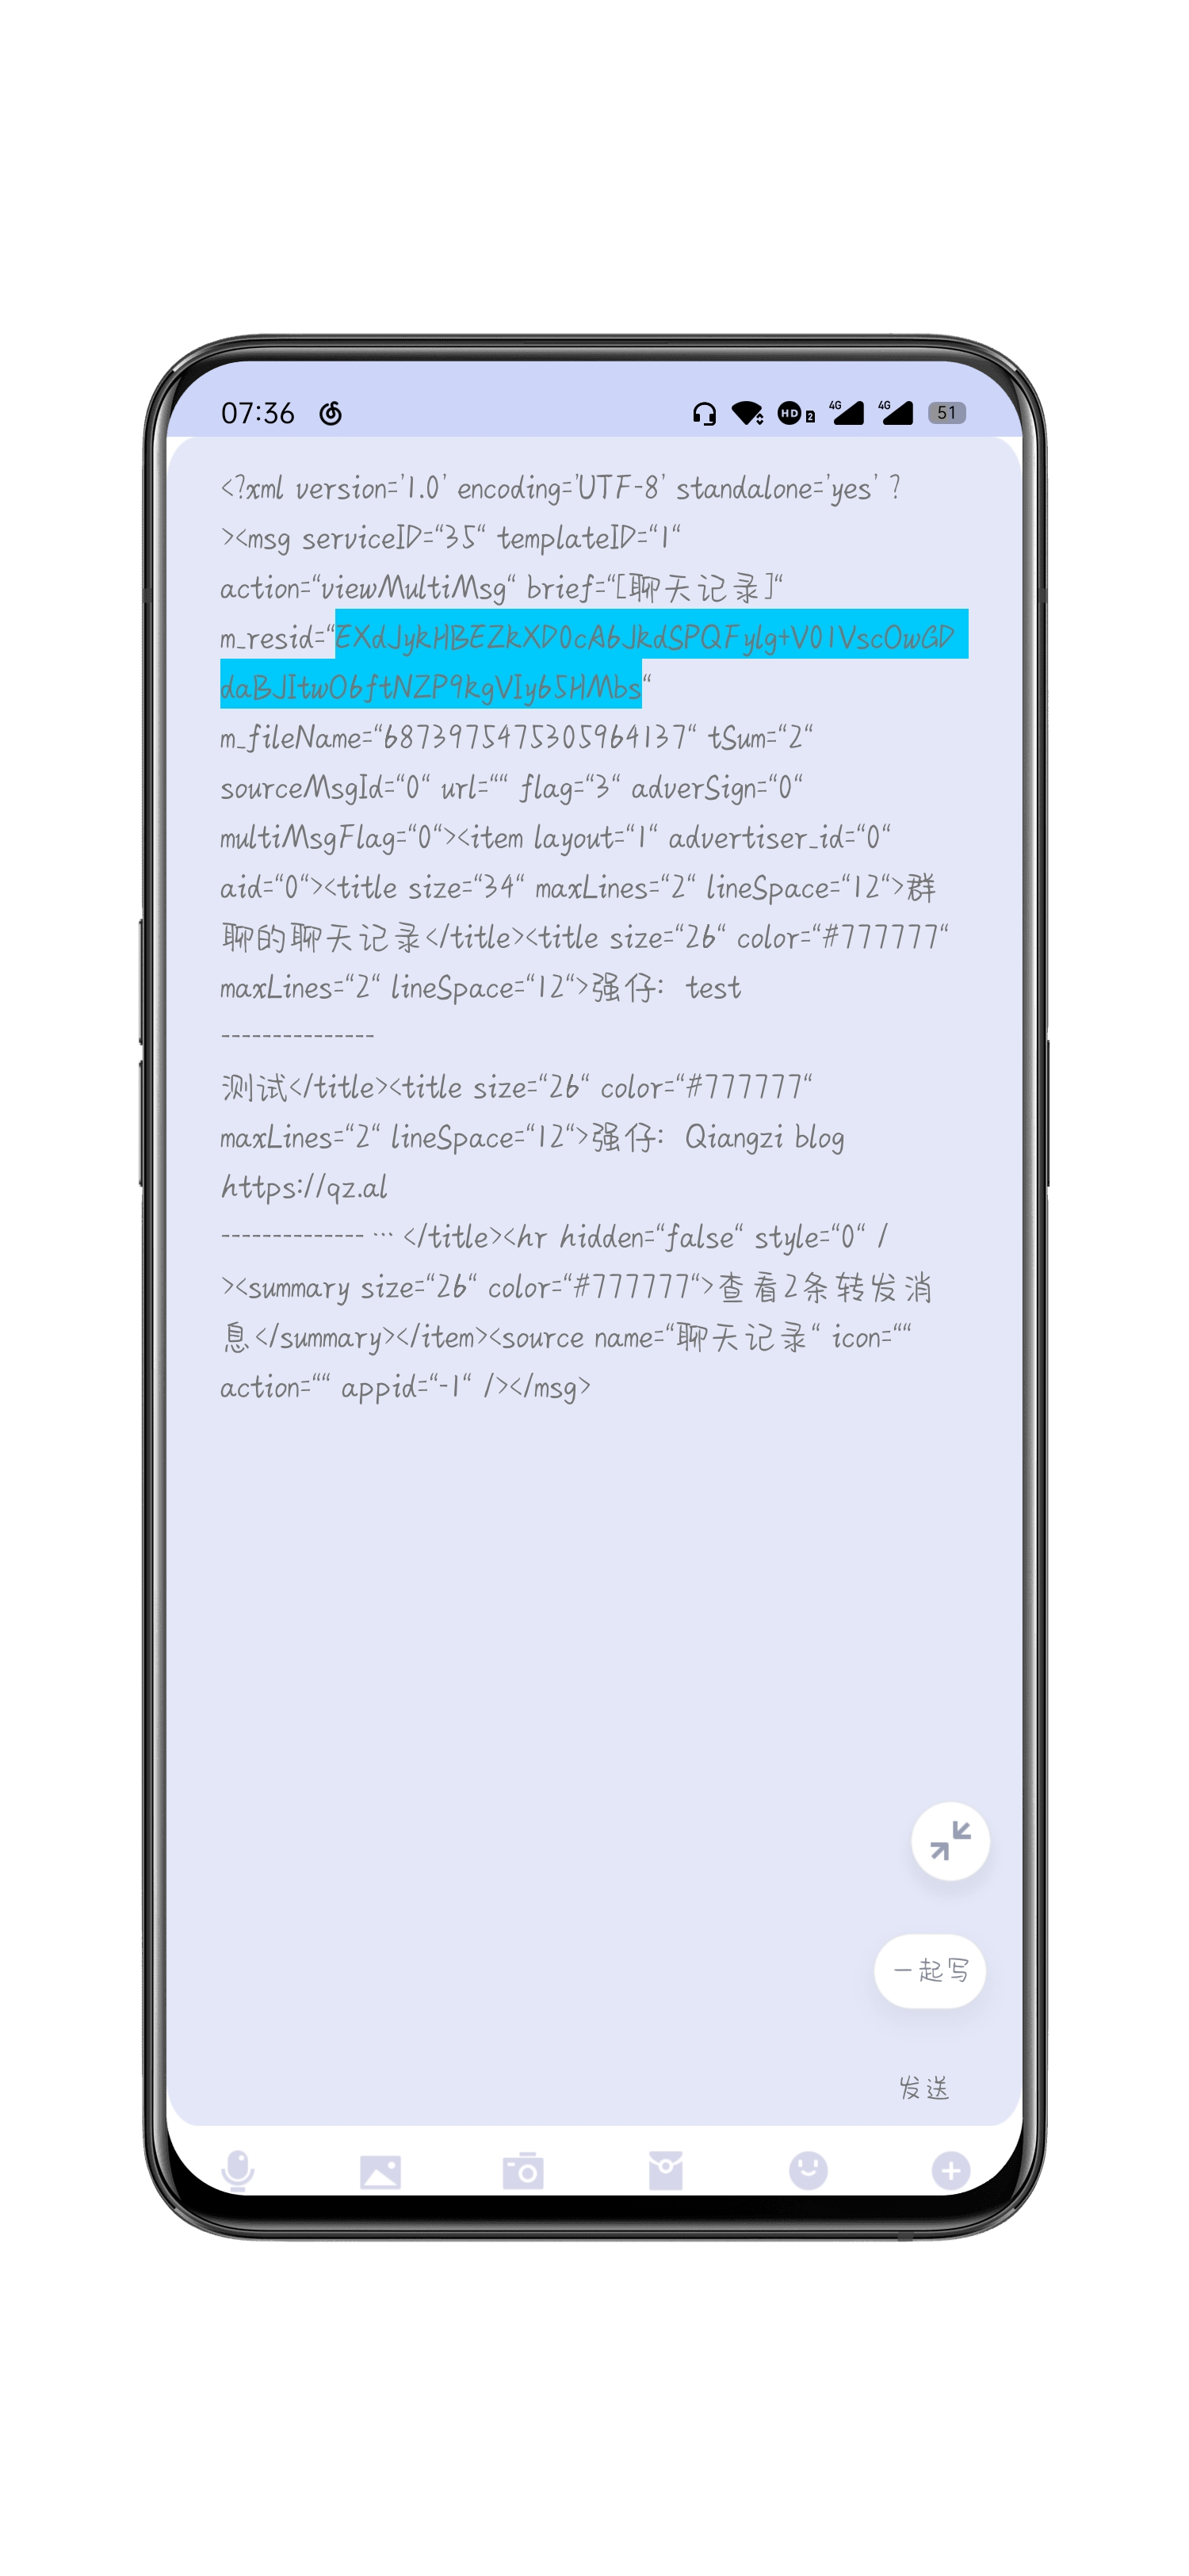 07:36
HD 2 4G 4G 51
<?xml version='1.0' encoding='UTF-8' standalone='yes' ?
><msg serviceID="35" templateID="1"
action="viewMultiMsg" brief="[聊天记录]"
m_resid="EXdJykHBEZkXD0cAbJkdSPQFylg+V01VscOwGD
daBJItwO6ftNZP9kgVIy65HMbs"
m_fileName="6873975475305964137" tSum="2"
sourceMsgId="0" url="" flag="3" adverSign="0"
multiMsgFlag="0"><item layout="1" advertiser_id="0"
aid="0"><title size="34" maxLines="2" lineSpace="12">群
聊的聊天记录</title><title size="26" color="#777777"
maxLines="2" lineSpace="12">强仔：test
---------------
测试</title><title size="26" color="#777777"
maxLines="2" lineSpace="12">强仔：Qiangzi blog
https://qz.al
-------------- … </title><hr hidden="false" style="0" /
><summary size="26" color="#777777">查看2条转发消
息</summary></item><source name="聊天记录" icon=""
action="" appid="-1" /></msg>
一起写
发送